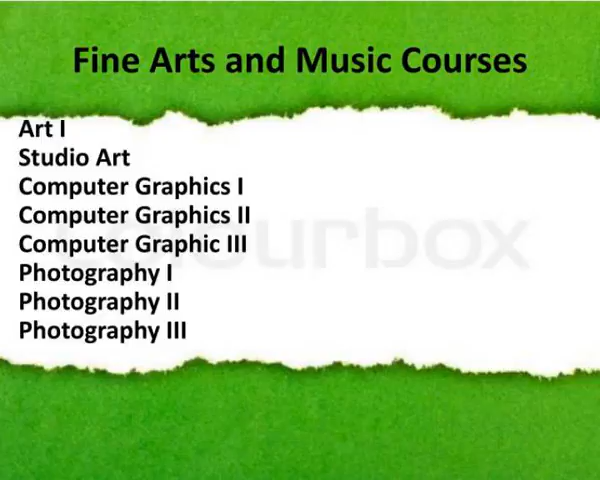 Fine Arts and Music Courses
Art I
Studio Art
Computer Graphics I
Computer Graphics II
Computer Graphic III
Photography I
Photography II
Photography III